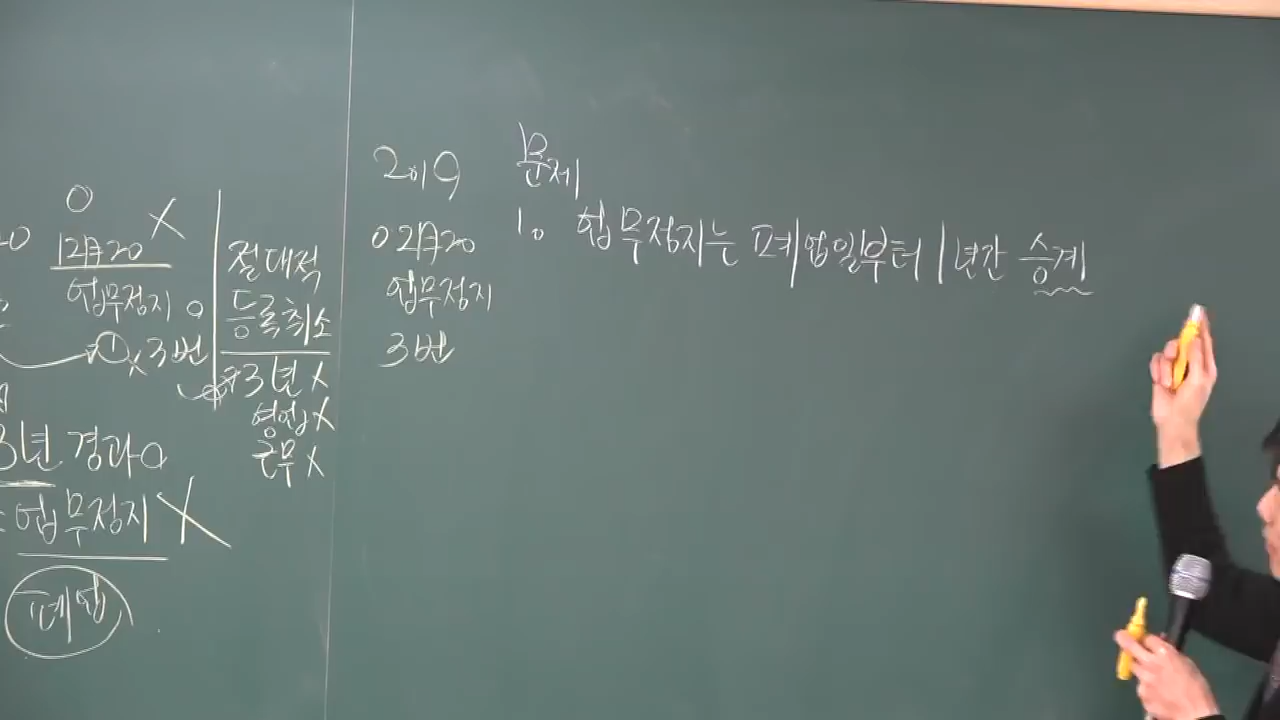 0 X
12月20
업무정지 o
① x 3번
3년 경과 o
업무정지 X
폐업
절대적
등록취소
3년 X
영업 X
근무 X
2019
02月20
업무정지
3번
문제
1. 업무정지는 폐업일부터 1년간 승계